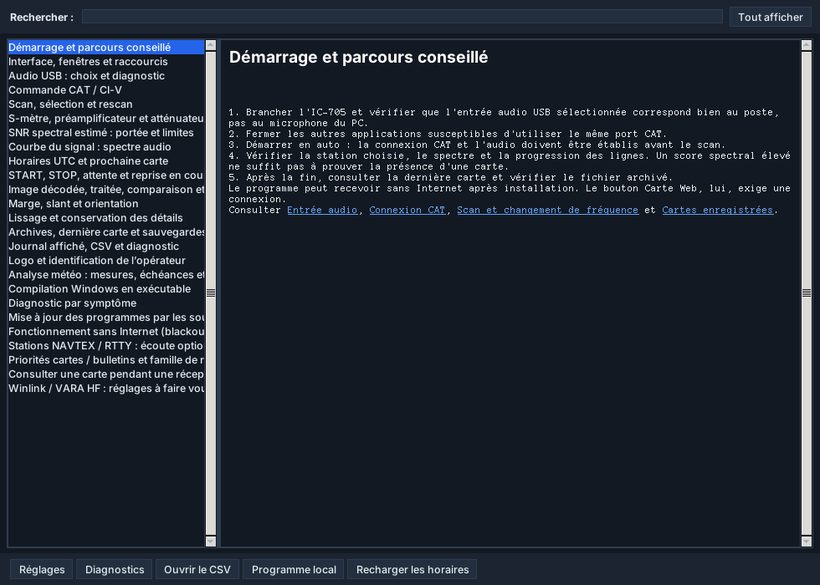 Rechercher :
Tout afficher
Démarrage et parcours conseillé
Interface, fenêtres et raccourcis
Audio USB : choix et diagnostic
Commande CAT / CI-V
Scan, sélection et rescan
S-mètre, préamplificateur et atténuateu
SNR spectral estimé : portée et limites
Courbe du signal : spectre audio
Horaires UTC et prochaine carte
START, STOP, attente et reprise en cou
Image décodée, traitée, comparaison et
Marge, slant et orientation
Lissage et conservation des détails
Archives, dernière carte et sauvegardes
Journal affiché, CSV et diagnostic
Logo et identification de l'opérateur
Analyse météo : mesures, échéances et
Compilation Windows en exécutable
Diagnostic par symptôme
Mise à jour des programmes par les sou
Fonctionnement sans Internet (blackou
Stations NAVTEX / RTTY : écoute optio
Priorités cartes / bulletins et famille de r
Consulter une carte pendant une récep
Winlink / VARA HF : réglages à faire vou
Démarrage et parcours conseillé
1. Brancher l'IC-705 et vérifier que l'entrée audio USB sélectionnée correspond bien au poste,
pas au microphone du PC.
2. Fermer les autres applications susceptibles d'utiliser le même port CAT.
3. Démarrer en auto : la connexion CAT et l'audio doivent être établis avant le scan.
4. Vérifier la station choisie, le spectre et la progression des lignes. Un score spectral élevé
ne suffit pas à prouver la présence d'une carte.
5. Après la fin, consulter la dernière carte et vérifier le fichier archivé.
Le programme peut recevoir sans Internet après installation. Le bouton Carte Web, lui, exige une
connexion.
Consulter Entrée audio, Connexion CAT, Scan et changement de fréquence et Cartes enregistrées.
Réglages
Diagnostics
Ouvrir le CSV
Programme local
Recharger les horaires